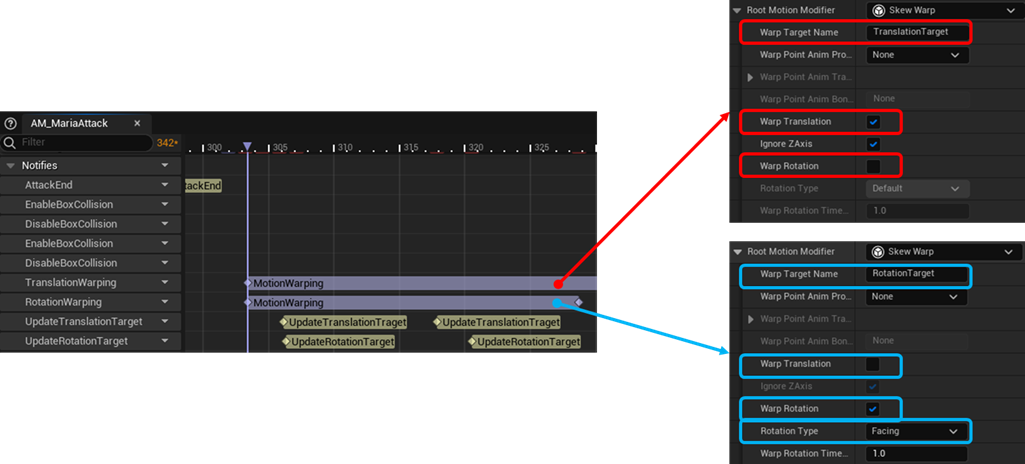 AM_MariaAttack
Filter
342
300
305
310
315
320
325
Notifies
AttackEnd
tackEnd
EnableBoxCollision
DisableBoxCollision
EnableBoxCollision
DisableBoxCollision
TranslationWarping
MotionWarping
RotationWarping
MotionWarping
UpdateTranslationTarget
UpdateTranslationTraget
UpdateTranslationTraget
UpdateRotationTarget
UpdateRotationTarget
UpdateRotationTarget
Root Motion Modifier
Skew Warp
Warp Target Name
TranslationTarget
Warp Point Anim Pro...
None
Warp Point Anim Tra...
Warp Point Anim Bon...
None
Warp Translation
Ignore ZAxis
Warp Rotation
Rotation Type
Default
Warp Rotation Time...
1.0
Root Motion Modifier
Skew Warp
Warp Target Name
RotationTarget
Warp Point Anim Pro...
None
Warp Point Anim Tra...
Warp Point Anim Bon...
None
Warp Translation
Ignore ZAxis
Warp Rotation
Rotation Type
Facing
Warp Rotation Time...
1.0